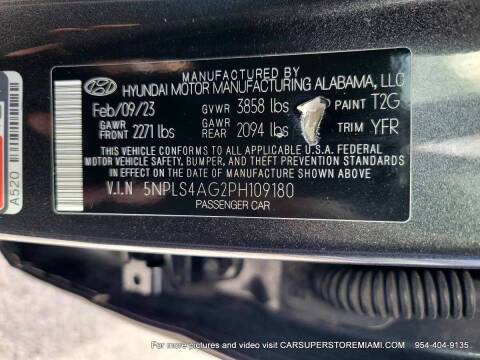 MANUFACTURED BY
HYUNDAI MOTOR MANUFACTURING ALABAMA, LLC
Feb/09/23 GVWR 3858 lbs PAINT T2G
GAWR FRONT 2271 lbs GAWR REAR 2094 lbs TRIM YFR
THIS VEHICLE CONFORMS TO ALL APPLICABLE U.S.A. FEDERAL
MOTOR VEHICLE SAFETY, BUMPER, AND THEFT PREVENTION STANDARDS
IN EFFECT ON THE DATE OF MANUFACTURE SHOWN ABOVE.
V.I.N 5NPLS4AG2PH109180
PASSENGER CAR
A520
For more pictures and video visit CARSUPERSTOREMIAMI.COM 954-404-9135